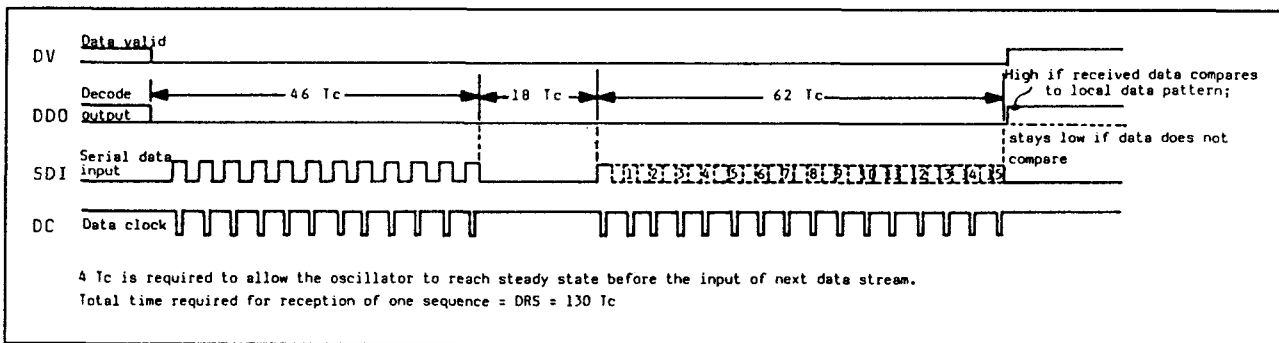 Data valid
DV
High if received data compares
to local data pattern;
Decode
46 Tc
18 Tc
62 Tc
DDO
output
stays low if data does not
compare
Serial data
SDI
input
1 2 3 4 5 6 7 8 9 10 11 12 13 14 15
DC
Data clock
4 Tc is required to allow the oscillator to reach steady state before the input of next data stream.
Total time required for reception of one sequence = DRS = 130 Tc